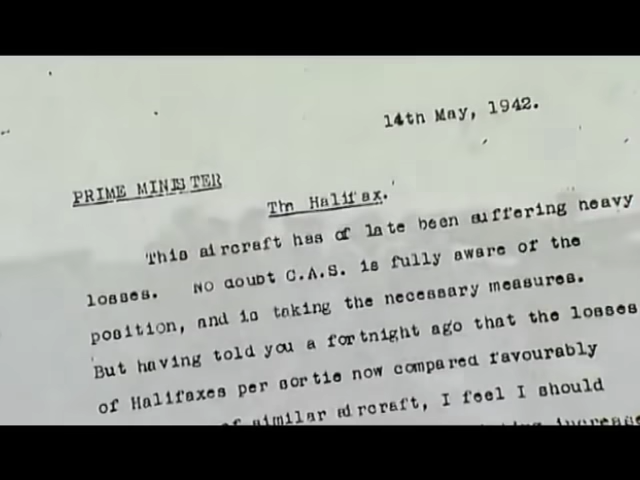 14th May, 1942.
PRIME MINISTER
The Halifax.
This aircraft has of late been suffering heavy
losses. No doubt C.A.S. is fully aware of the
position, and is taking the necessary measures.
But having told you a fortnight ago that the losses
of Halifaxes per sortie now compared favourably
of similar aircraft, I feel I should
increase